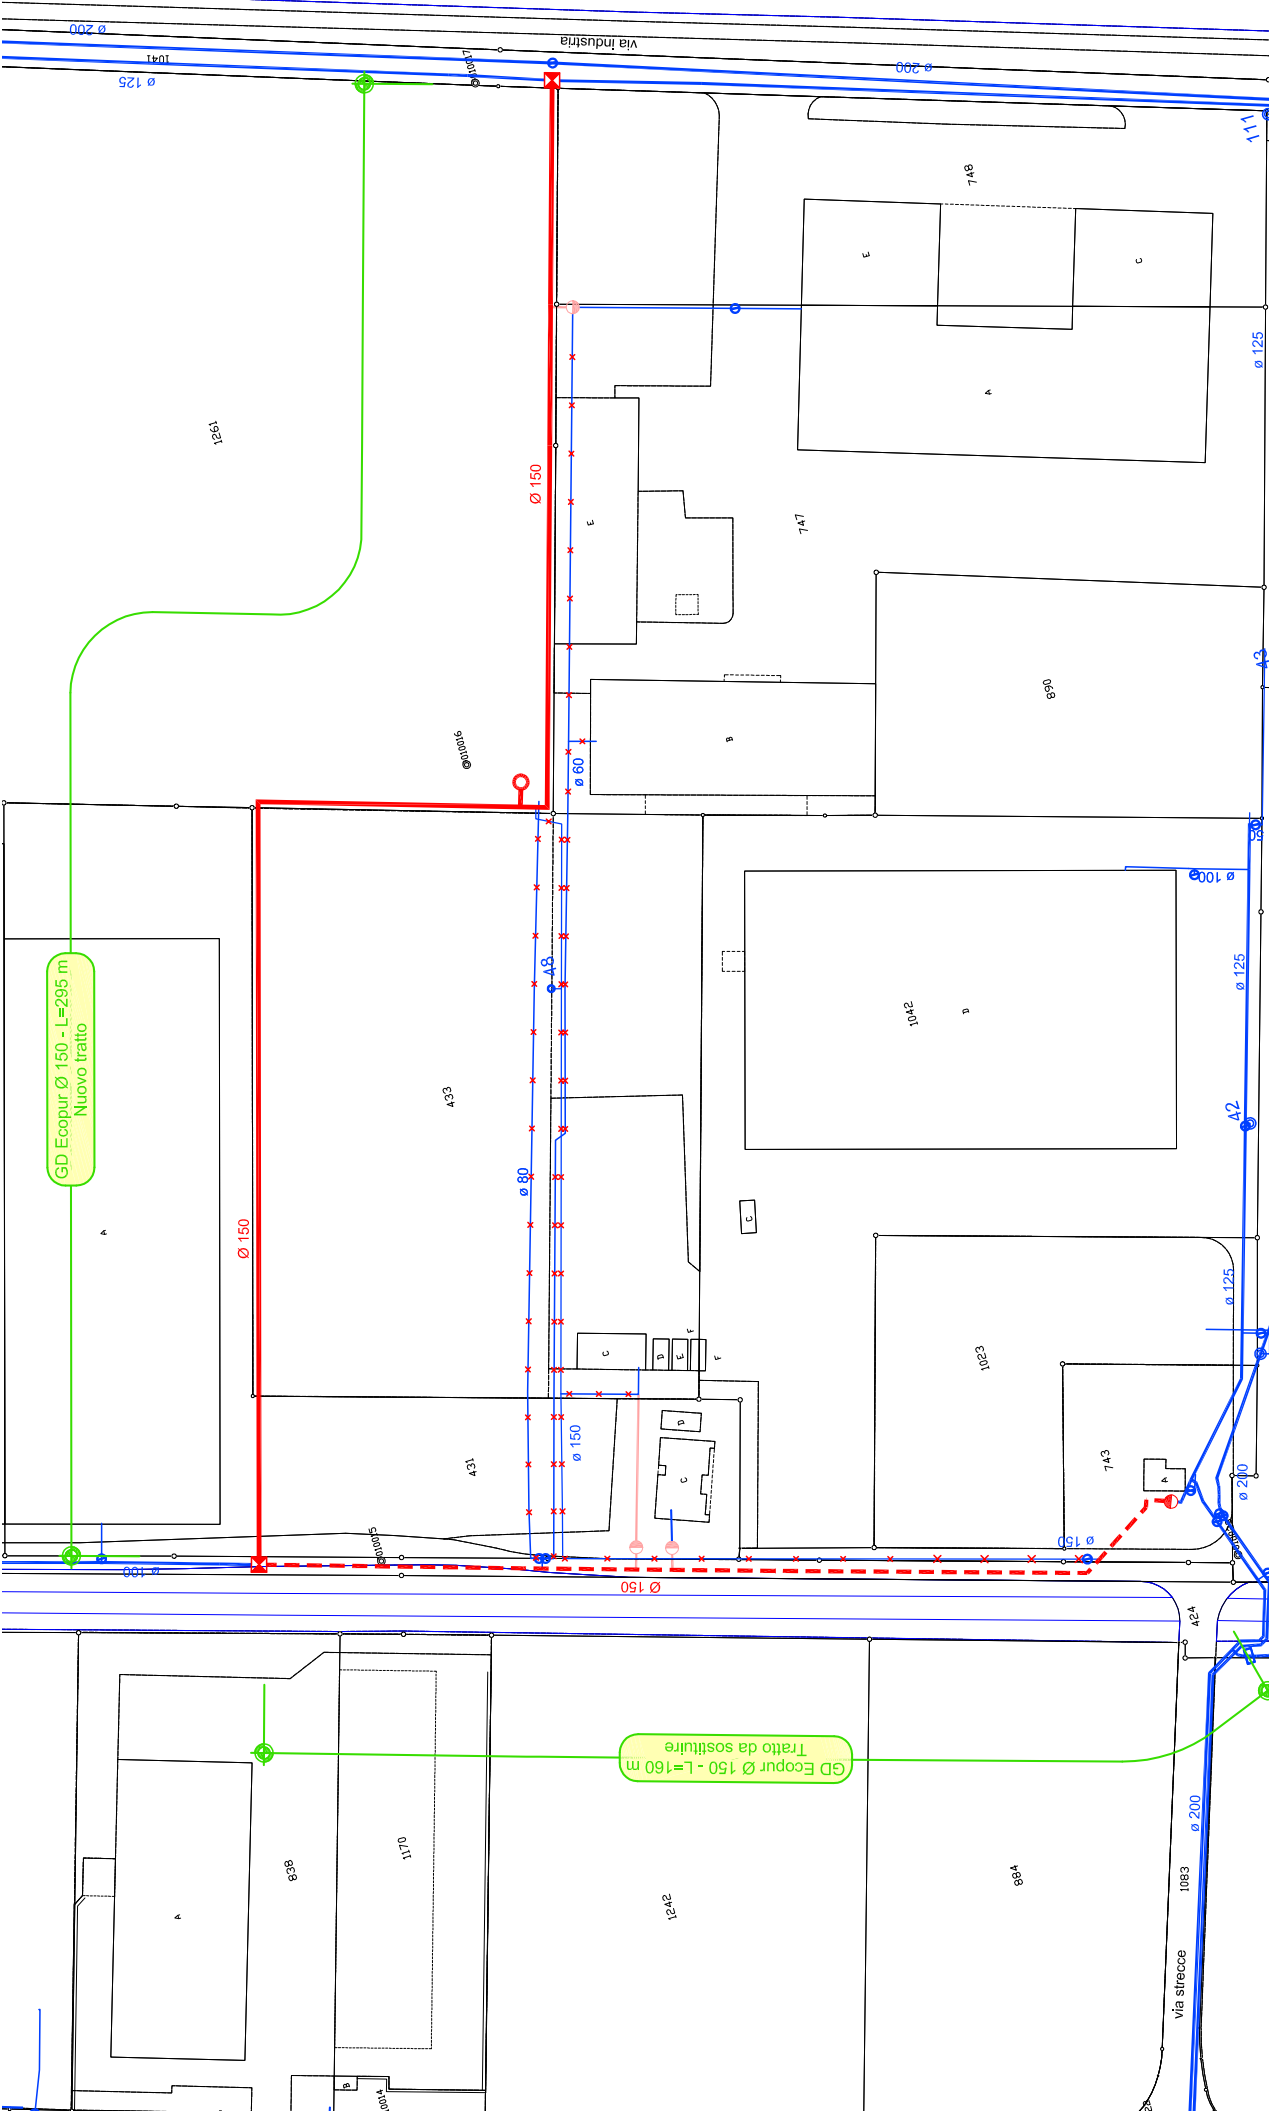 ø 200
via industria
1041
ø 125
010017
ø 200
111
748
E
C
ø 125
A
1261
Ø 150
E
747
43
890
010016
B
ø 60
50
ø 100
48
ø 125
GD Ecopur Ø 150 - L=295 m
Nuovo tratto
1042
D
433
42
ø 80
A
Ø 150
C
ø 125
C
D
E
F
F
1023
D
ø 150
431
C
743
A
ø 200
010015
ø 150
ø 100
Ø 150
424
GD Ecopur Ø 150 - L=160 m
Tratto da sostituire
ø 200
838
1170
1242
884
1083
A
via strecce
B